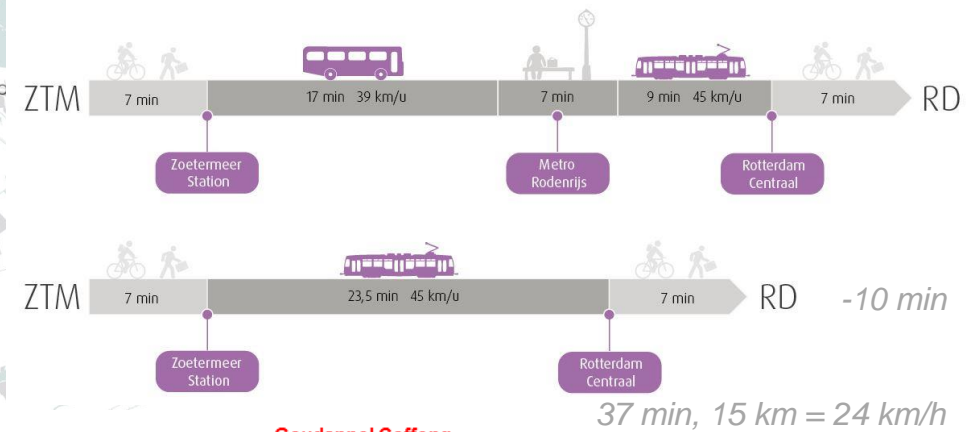 ZTM 7 min 17 min 39 km/u 7 min 9 min 45 km/u 7 min RD
Zoetermeer
Station
Metro
Rodenrijs
Rotterdam
Centraal
ZTM 7 min 23,5 min 45 km/u 7 min RD -10 min
Zoetermeer
Station
Rotterdam
Centraal
37 min, 15 km = 24 km/h